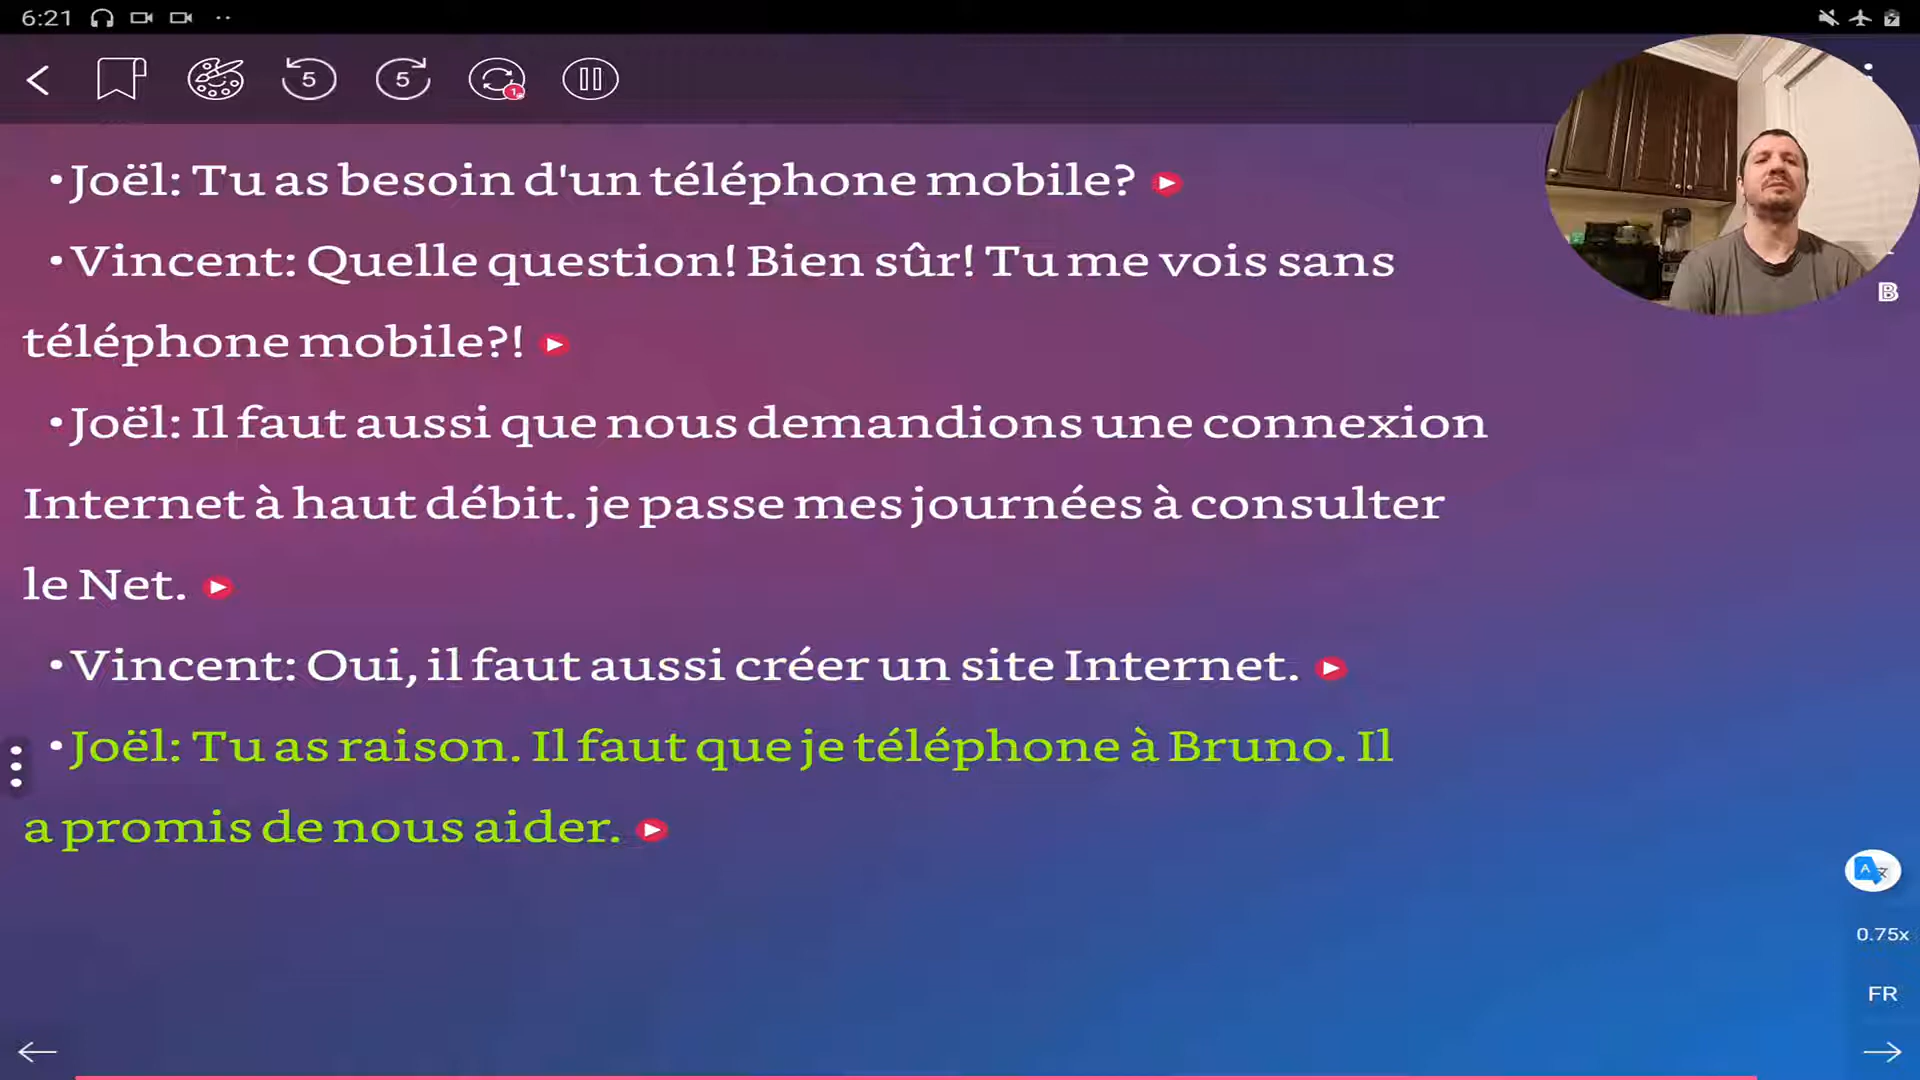 6:21
5 5 1
•Joël: Tu as besoin d'un téléphone mobile?
•Vincent: Quelle question! Bien sûr! Tu me vois sans
téléphone mobile?!
•Joël: Il faut aussi que nous demandions une connexion
Internet à haut débit. je passe mes journées à consulter
le Net.
•Vincent: Oui, il faut aussi créer un site Internet.
•Joël: Tu as raison. Il faut que je téléphone à Bruno. Il
a promis de nous aider.
B
A文
0.75x
FR